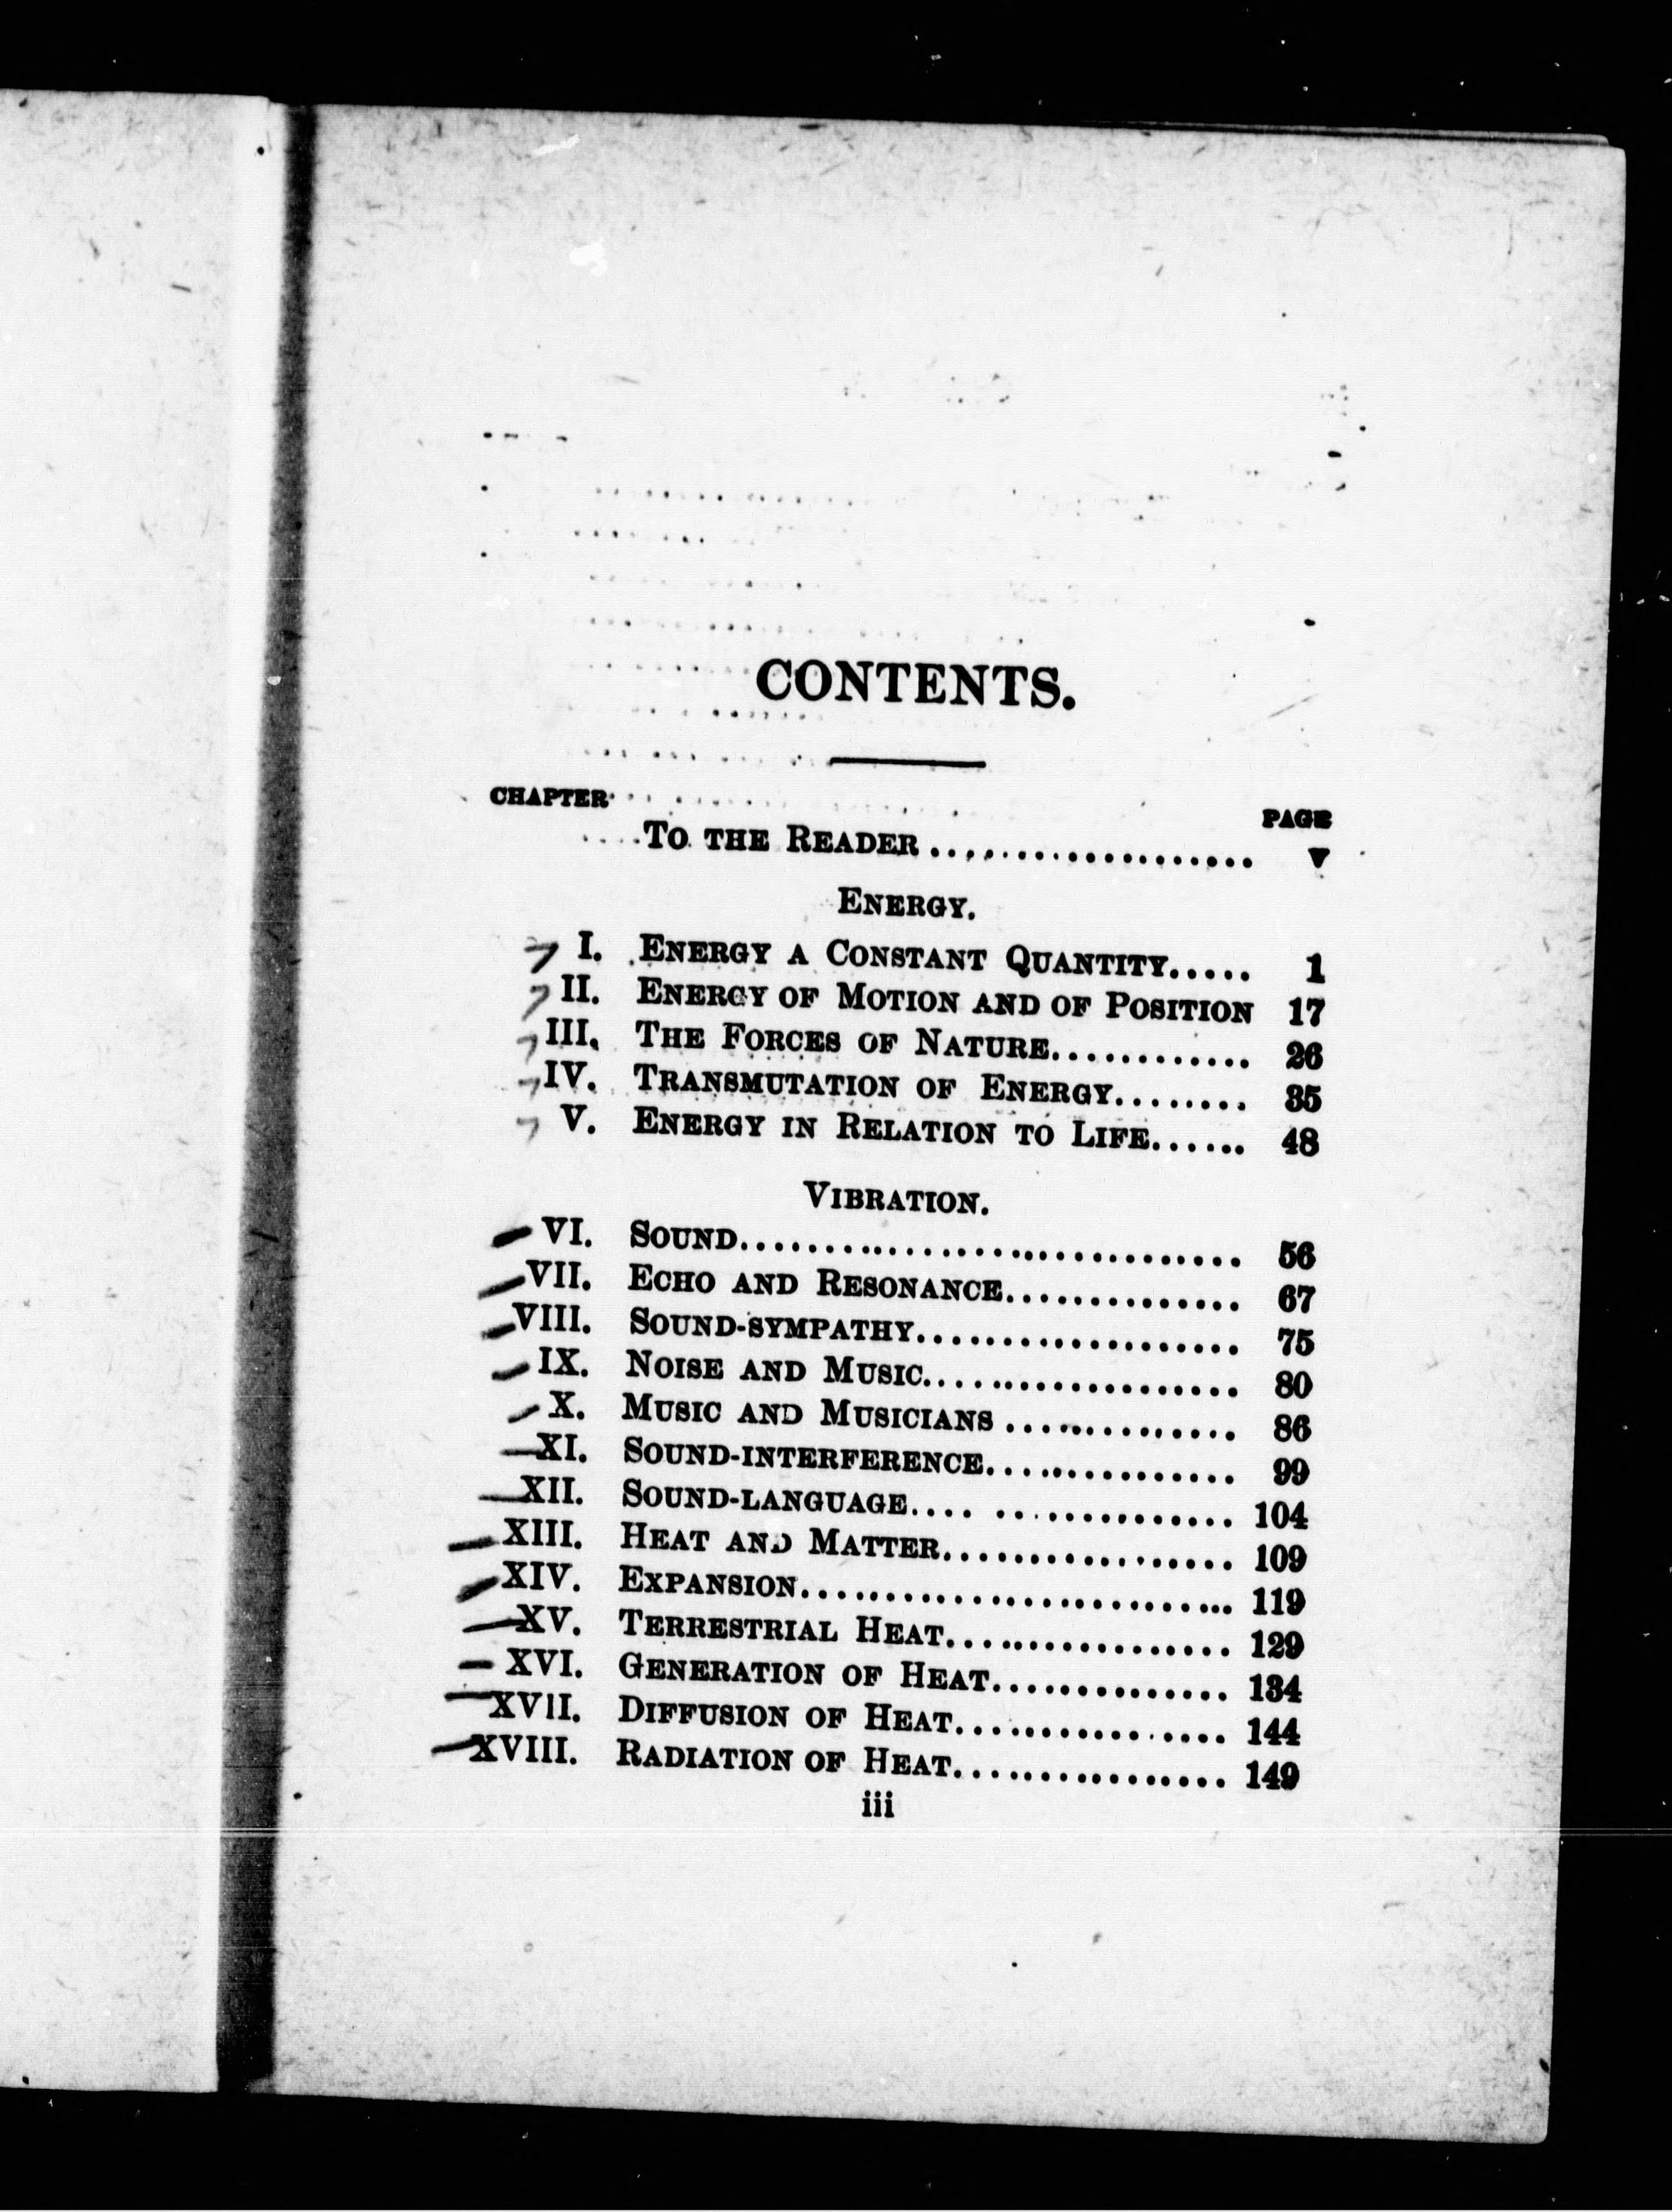 CONTENTS.
CHAPTER PAGE
TO THE READER................... v
ENERGY.
I. ENERGY A CONSTANT QUANTITY..... 1
II. ENERGY OF MOTION AND OF POSITION 17
III. THE FORCES OF NATURE............ 26
IV. TRANSMUTATION OF ENERGY........ 35
V. ENERGY IN RELATION TO LIFE...... 48
VIBRATION.
VI. SOUND.............................. 56
VII. ECHO AND RESONANCE.............. 67
VIII. SOUND-SYMPATHY................... 75
IX. NOISE AND MUSIC................... 80
X. MUSIC AND MUSICIANS .............. 86
XI. SOUND-INTERFERENCE............... 99
XII. SOUND-LANGUAGE.... .............. 104
XIII. HEAT AND MATTER................. 109
XIV. EXPANSION.......................... 119
XV. TERRESTRIAL HEAT................. 129
XVI. GENERATION OF HEAT.............. 134
XVII. DIFFUSION OF HEAT................ 144
XVIII. RADIATION OF HEAT................ 149
iii